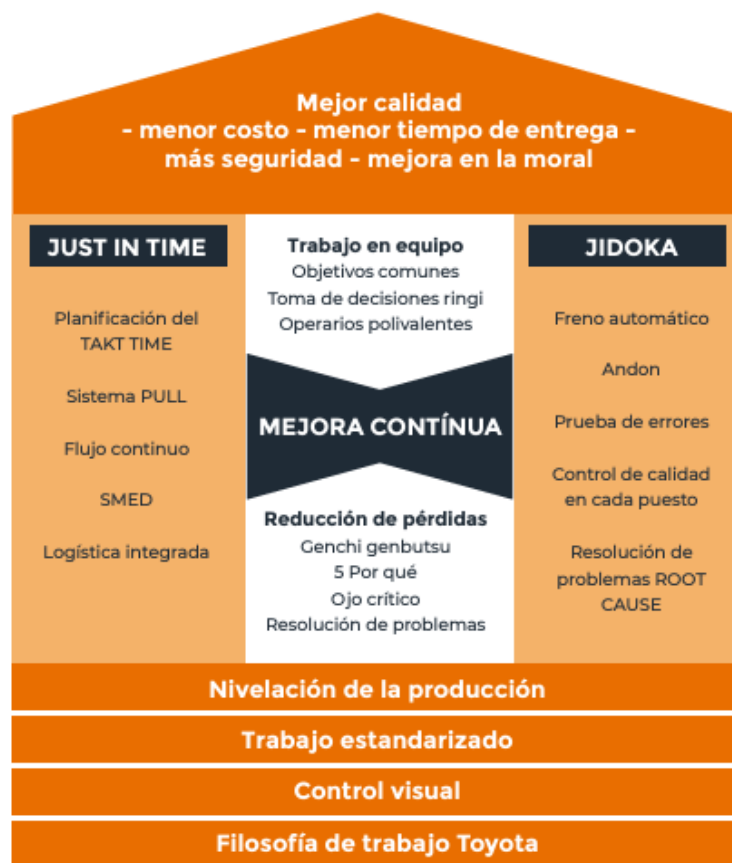 Mejor calidad
- menor costo - menor tiempo de entrega -
más seguridad - mejora en la moral
JUST IN TIME
Planificación del
TAKT TIME
Sistema PULL
Flujo continuo
SMED
Logística integrada
Trabajo en equipo
Objetivos comunes
Toma de decisiones ringi
Operarios polivalentes
MEJORA CONTÍNUA
Reducción de pérdidas
Genchi genbutsu
5 Por qué
Ojo crítico
Resolución de problemas
JIDOKA
Freno automático
Andon
Prueba de errores
Control de calidad
en cada puesto
Resolución de
problemas ROOT
CAUSE
Nivelación de la producción
Trabajo estandarizado
Control visual
Filosofía de trabajo Toyota